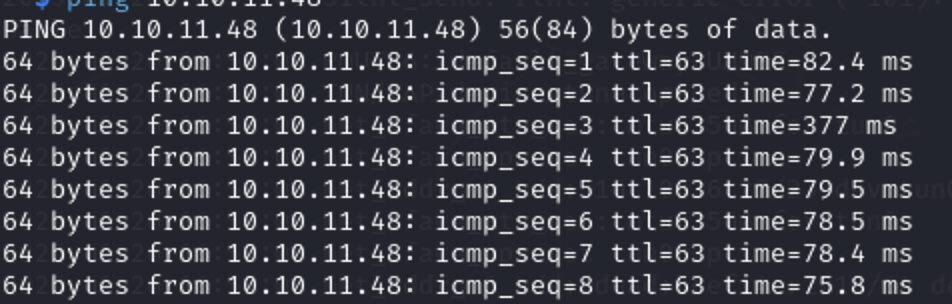 ping 10.10.11.48
PING 10.10.11.48 (10.10.11.48) 56(84) bytes of data.
64 bytes from 10.10.11.48: icmp_seq=1 ttl=63 time=82.4 ms
64 bytes from 10.10.11.48: icmp_seq=2 ttl=63 time=77.2 ms
64 bytes from 10.10.11.48: icmp_seq=3 ttl=63 time=377 ms
64 bytes from 10.10.11.48: icmp_seq=4 ttl=63 time=79.9 ms
64 bytes from 10.10.11.48: icmp_seq=5 ttl=63 time=79.5 ms
64 bytes from 10.10.11.48: icmp_seq=6 ttl=63 time=78.5 ms
64 bytes from 10.10.11.48: icmp_seq=7 ttl=63 time=78.4 ms
64 bytes from 10.10.11.48: icmp_seq=8 ttl=63 time=75.8 ms